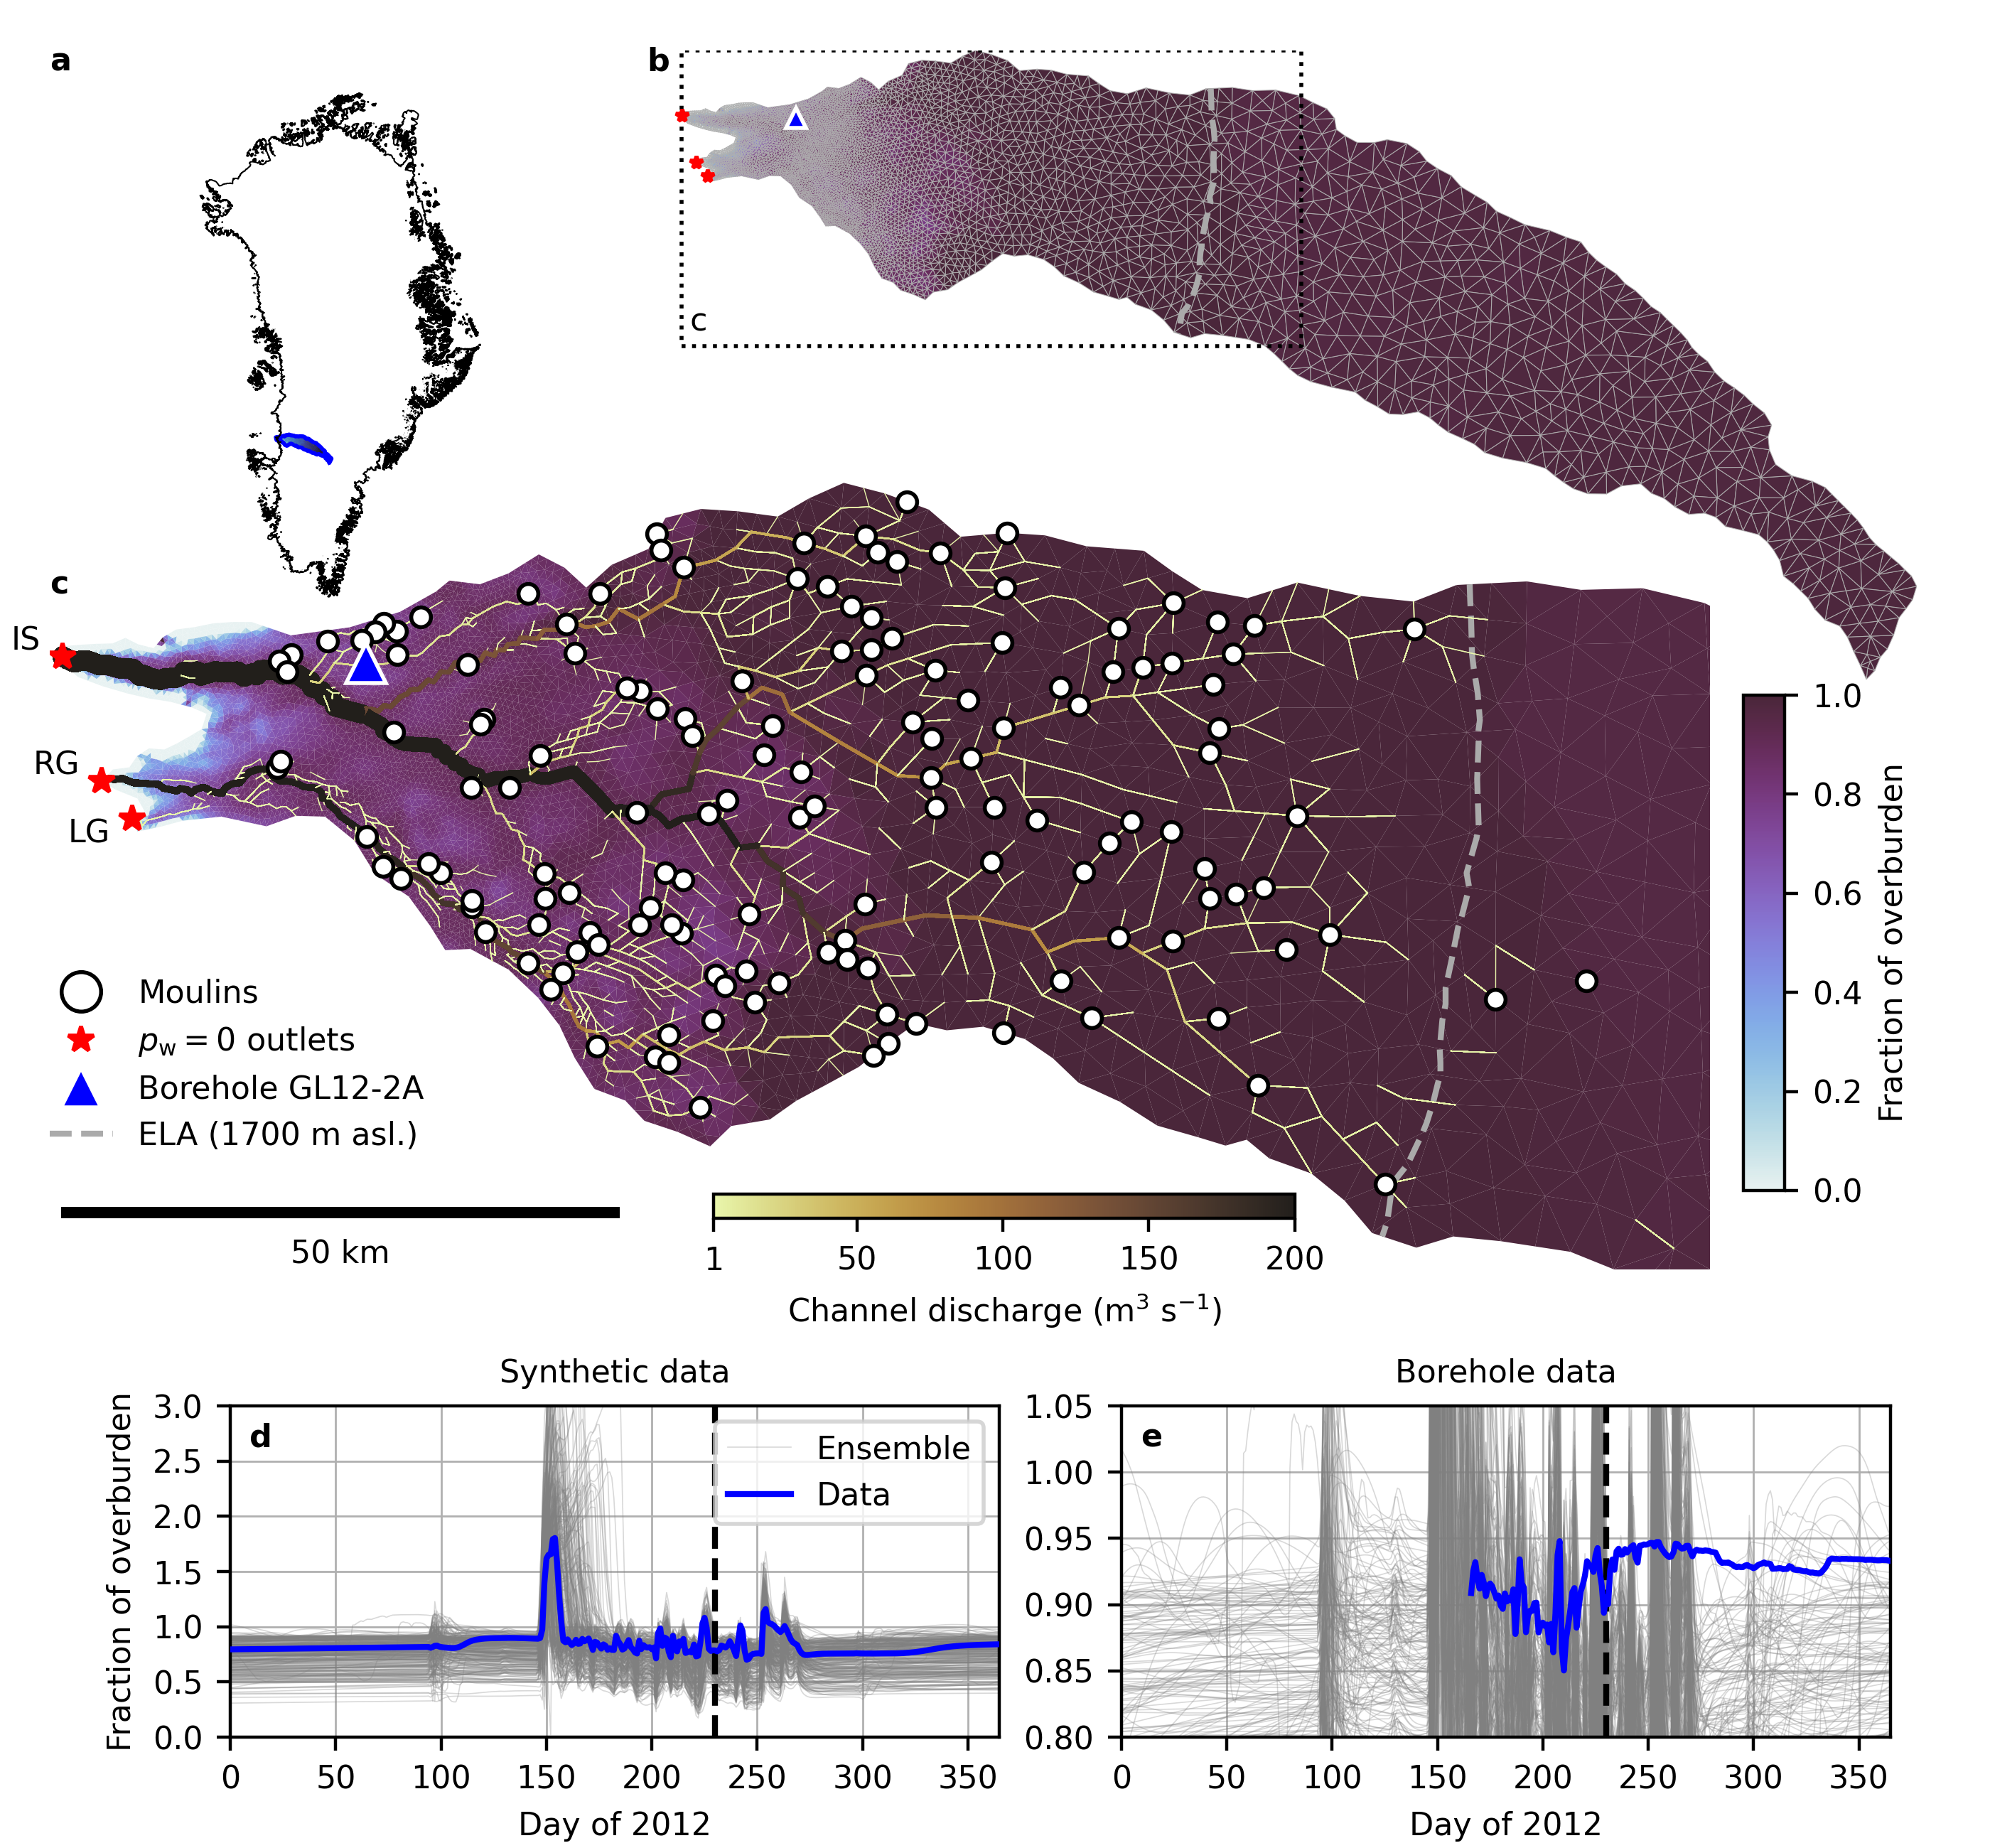 a
b
c
c
IS
RG
LG
Moulins
p_w = 0 outlets
Borehole GL12-2A
ELA (1700 m asl.)
50 km
1 50 100 150 200
Channel discharge (m³ s⁻¹)
1.0
0.8
0.6
0.4
0.2
0.0
Fraction of overburden
Synthetic data
d
Ensemble
Data
3.0
2.5
2.0
1.5
1.0
0.5
0.0
Fraction of overburden
0 50 100 150 200 250 300 350
Day of 2012
Borehole data
e
1.05
1.00
0.95
0.90
0.85
0.80
0 50 100 150 200 250 300 350
Day of 2012